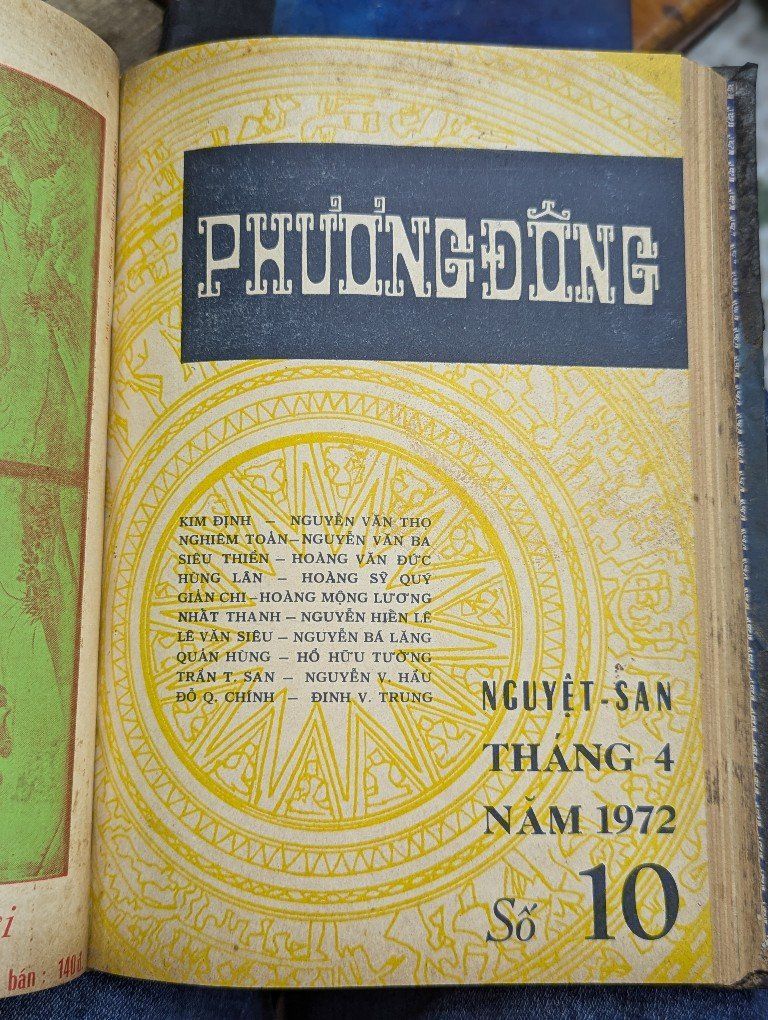 PHƯƠNG-ĐÔNG
KIM ĐỊNH — NGUYỄN VĂN THỌ
NGHIÊM TOẢN — NGUYỄN VĂN BA
SIÊU THIỀN — HOÀNG VĂN ĐỨC
HÙNG LÂN — HOÀNG SỸ QUÝ
GIẢN CHI - HOÀNG MỘNG LƯƠNG
NHẤT THANH — NGUYỄN HIẾN LÊ
LÊ VĂN SIÊU — NGUYỄN BÁ LĂNG
QUÂN HÙNG — HỒ HỮU TƯỜNG
TRẦN T. SAN — NGUYỄN V. HẦU
ĐỖ Q. CHÍNH — ĐINH V. TRUNG
NGUYỆT-SAN
THÁNG 4
NĂM 1972
Số 10
bán : 140đ